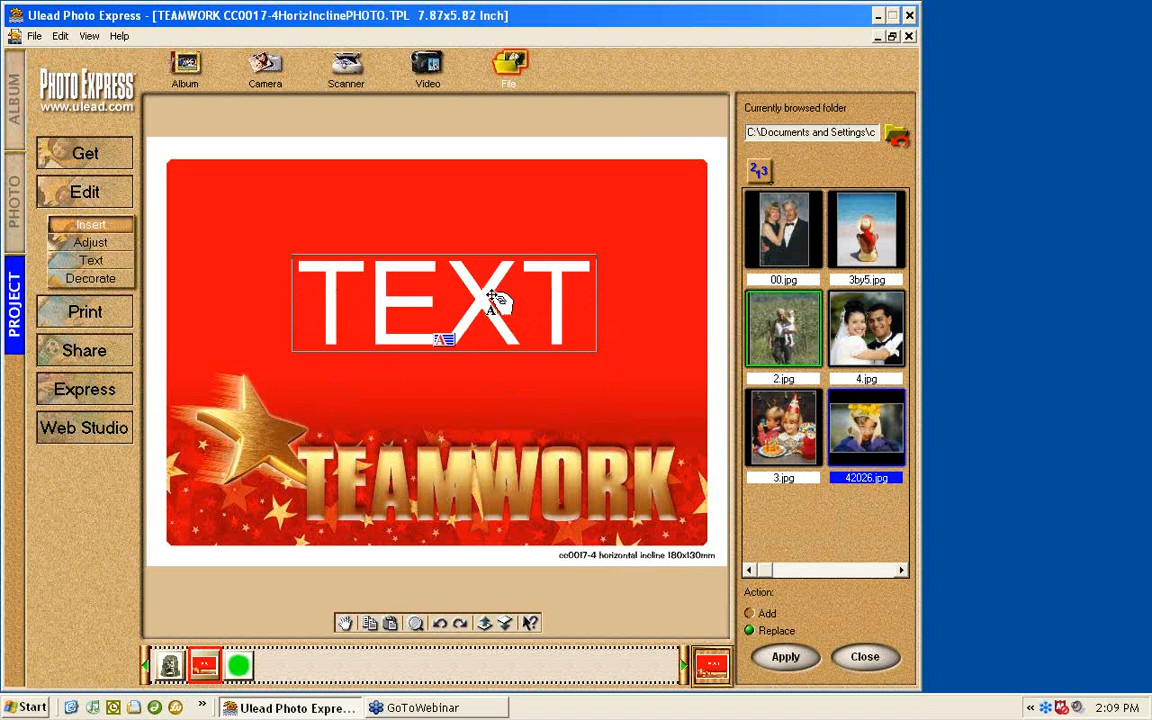 Ulead Photo Express - [TEAMWORK CC0017-4HorizInclinePHOTO.TPL 7.87x5.82 Inch]
File Edit View Help
PHOTO EXPRESS
www.ulead.com
Album Camera Scanner Video File
ALBUM
PHOTO
PROJECT
Get
Edit
Insert
Adjust
Text
Decorate
Print
Share
Express
Web Studio
TEXT
TEAMWORK
cc0017-4 horizontal incline 180x130mm
Currently browsed folder
C:\Documents and Settings\c
213
00.jpg 3by5.jpg
2.jpg 4.jpg
3.jpg 42026.jpg
Action:
Add
Replace
Apply Close
Start » Ulead Photo Expre... GoToWebinar « 2:09 PM